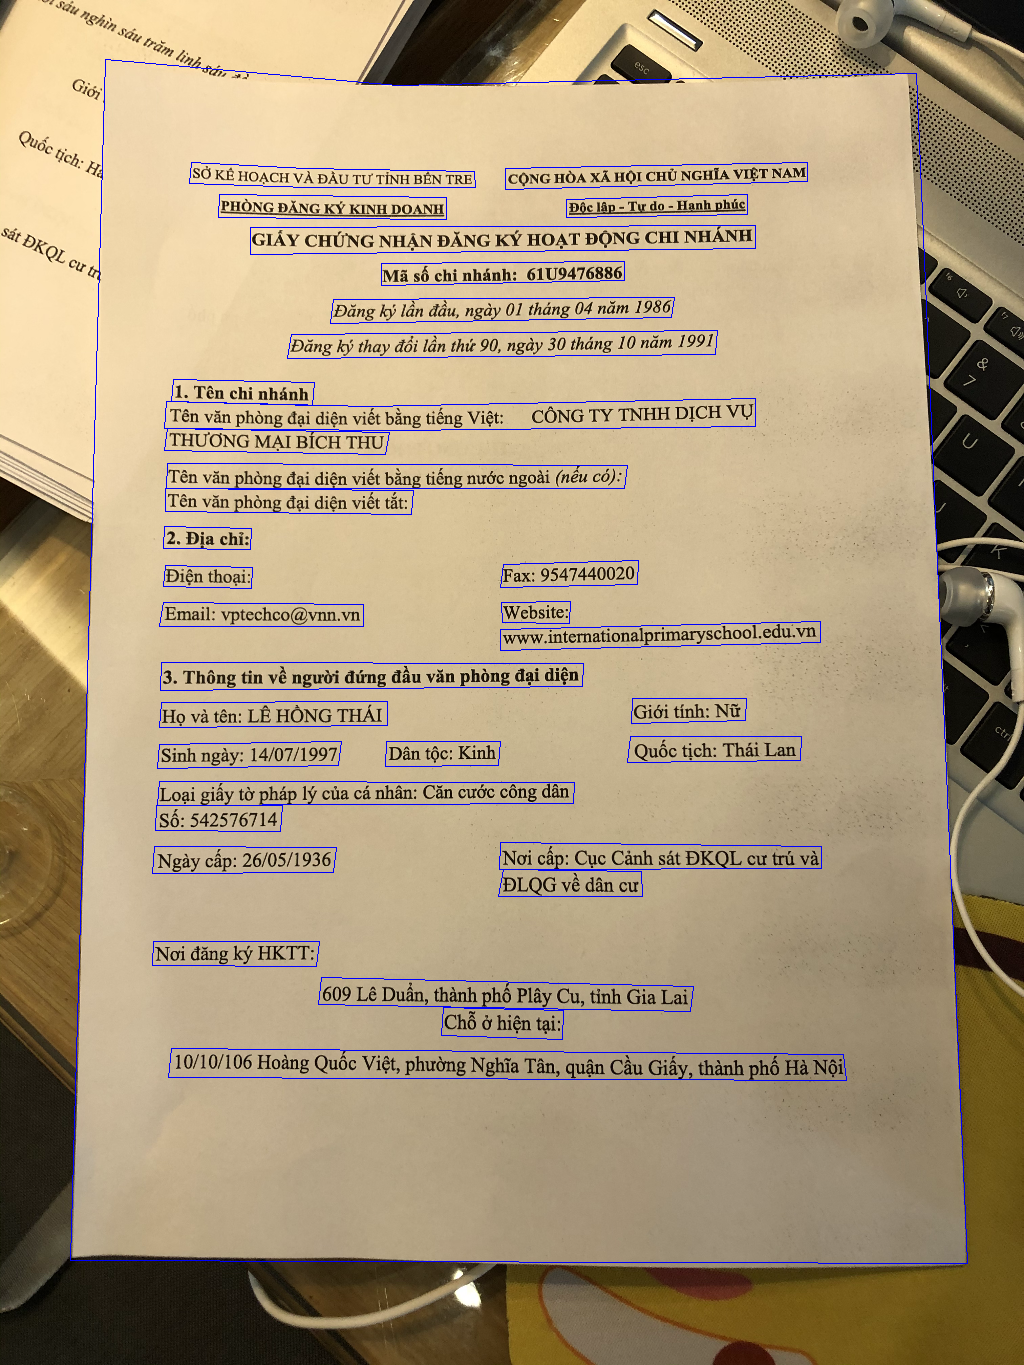 ời sáu nghìn sáu trăm linh sáu
Giới
Quốc tịch: Hà
sát ĐKQL cư trú
esc
&
7
U
J
K
ctrl
SỞ KẾ HOẠCH VÀ ĐẦU TƯ TỈNH BẾN TRE
CỘNG HÒA XÃ HỘI CHỦ NGHĨA VIỆT NAM
PHÒNG ĐĂNG KÝ KINH DOANH
Độc lập - Tự do - Hạnh phúc
GIẤY CHỨNG NHẬN ĐĂNG KÝ HOẠT ĐỘNG CHI NHÁNH
Mã số chi nhánh: 61U9476886
Đăng ký lần đầu, ngày 01 tháng 04 năm 1986
Đăng ký thay đổi lần thứ 90, ngày 30 tháng 10 năm 1991
1. Tên chi nhánh
Tên văn phòng đại diện viết bằng tiếng Việt: CÔNG TY TNHH DỊCH VỤ
THƯƠNG MẠI BÍCH THU
Tên văn phòng đại diện viết bằng tiếng nước ngoài (nếu có):
Tên văn phòng đại diện viết tắt:
2. Địa chỉ:
Điện thoại:
Fax: 9547440020
Email: vptechco@vnn.vn
Website:
www.internationalprimaryschool.edu.vn
3. Thông tin về người đứng đầu văn phòng đại diện
Họ và tên: LÊ HỒNG THÁI
Giới tính: Nữ
Sinh ngày: 14/07/1997
Dân tộc: Kinh
Quốc tịch: Thái Lan
Loại giấy tờ pháp lý của cá nhân: Căn cước công dân
Số: 542576714
Ngày cấp: 26/05/1936
Nơi cấp: Cục Cảnh sát ĐKQL cư trú và
ĐLQG về dân cư
Nơi đăng ký HKTT:
609 Lê Duẩn, thành phố Plây Cu, tỉnh Gia Lai
Chỗ ở hiện tại:
10/10/106 Hoàng Quốc Việt, phường Nghĩa Tân, quận Cầu Giấy, thành phố Hà Nội